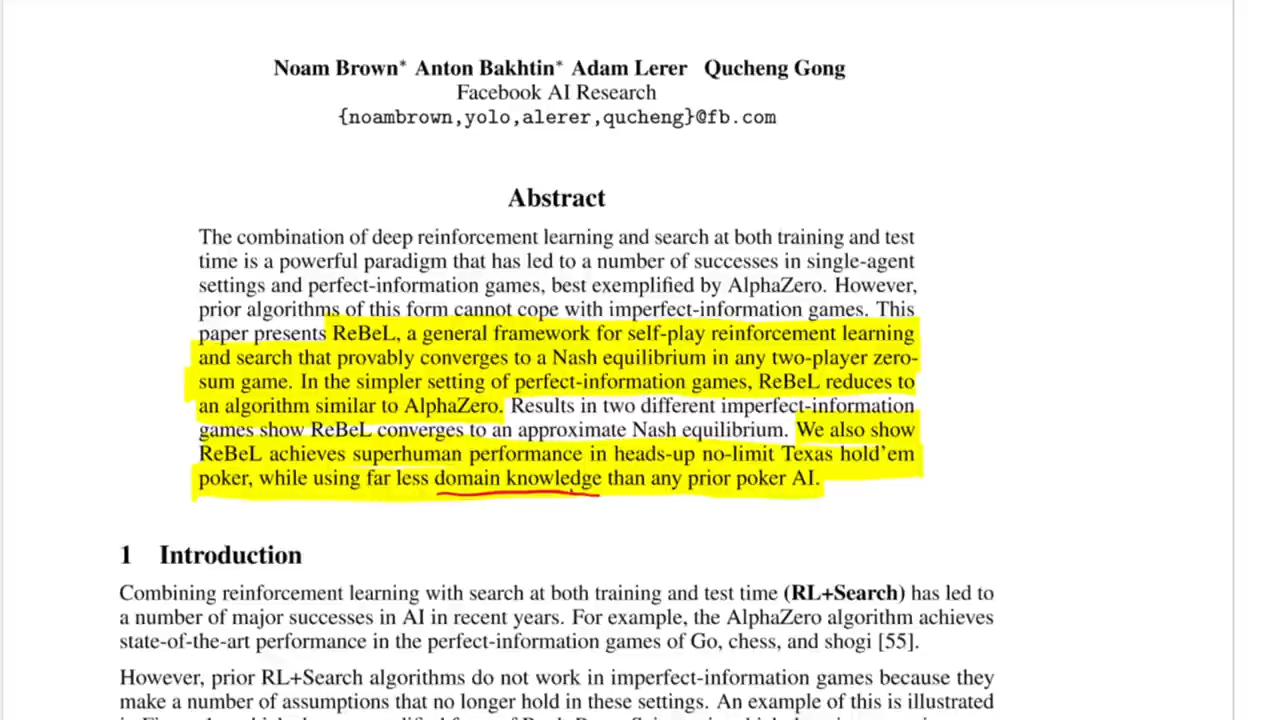 Noam Brown* Anton Bakhtin* Adam Lerer Qucheng Gong
Facebook AI Research
{noambrown,yolo,alerer,qucheng}@fb.com
Abstract
The combination of deep reinforcement learning and search at both training and test
time is a powerful paradigm that has led to a number of successes in single-agent
settings and perfect-information games, best exemplified by AlphaZero. However,
prior algorithms of this form cannot cope with imperfect-information games. This
paper presents ReBeL, a general framework for self-play reinforcement learning
and search that provably converges to a Nash equilibrium in any two-player zero-
sum game. In the simpler setting of perfect-information games, ReBeL reduces to
an algorithm similar to AlphaZero. Results in two different imperfect-information
games show ReBeL converges to an approximate Nash equilibrium. We also show
ReBeL achieves superhuman performance in heads-up no-limit Texas hold'em
poker, while using far less domain knowledge than any prior poker AI.
1 Introduction
Combining reinforcement learning with search at both training and test time (RL+Search) has led to
a number of major successes in AI in recent years. For example, the AlphaZero algorithm achieves
state-of-the-art performance in the perfect-information games of Go, chess, and shogi [55].
However, prior RL+Search algorithms do not work in imperfect-information games because they
make a number of assumptions that no longer hold in these settings. An example of this is illustrated